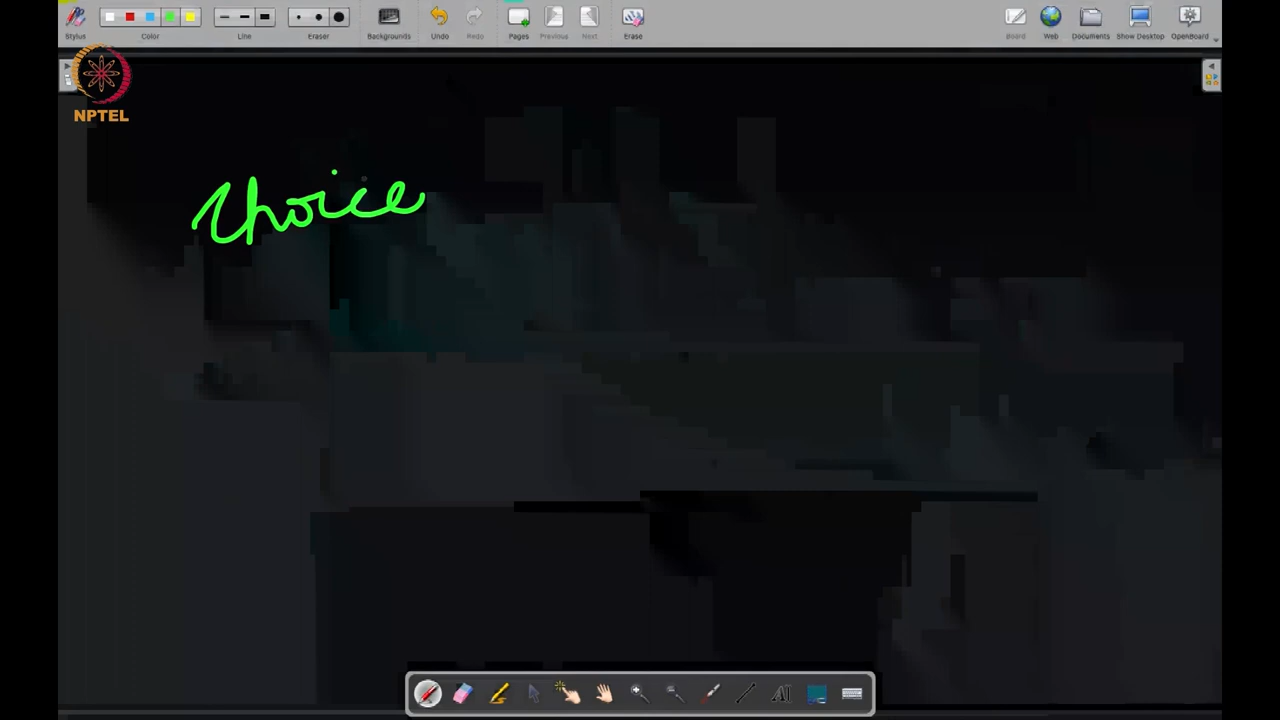 Stylus Color Line Eraser Backgrounds Undo Redo Pages Previous Next Erase Board Web Documents Show Desktop OpenBoard
NPTEL
Choice